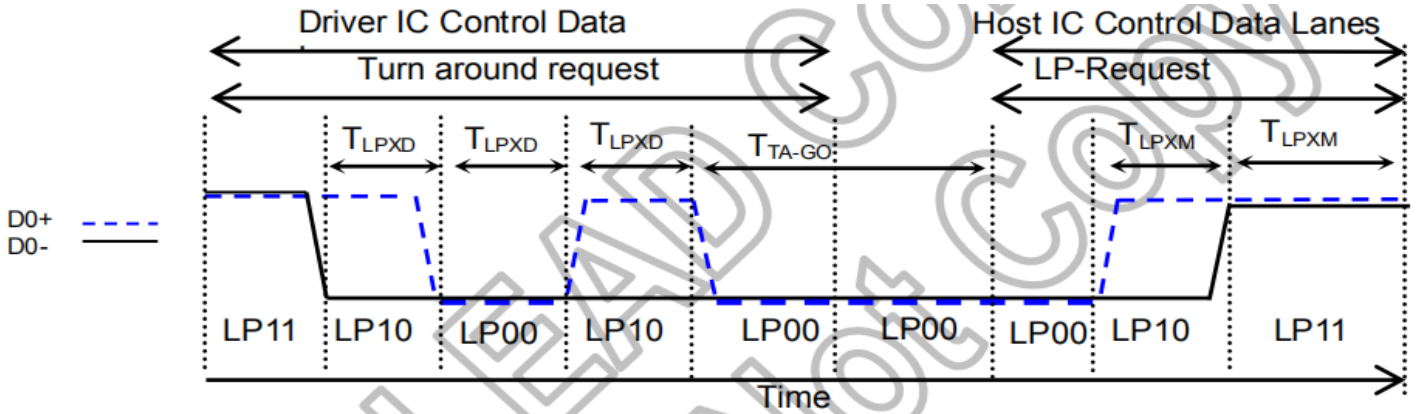 Driver IC Control Data
Host IC Control Data Lanes
Turn around request
LP-Request
TLPXD TLPXD TLPXD TTA-GO TLPXM TLPXM
D0+
D0-
LP11 LP10 LP00 LP10 LP00 LP00 LP00 LP10 LP11
Time